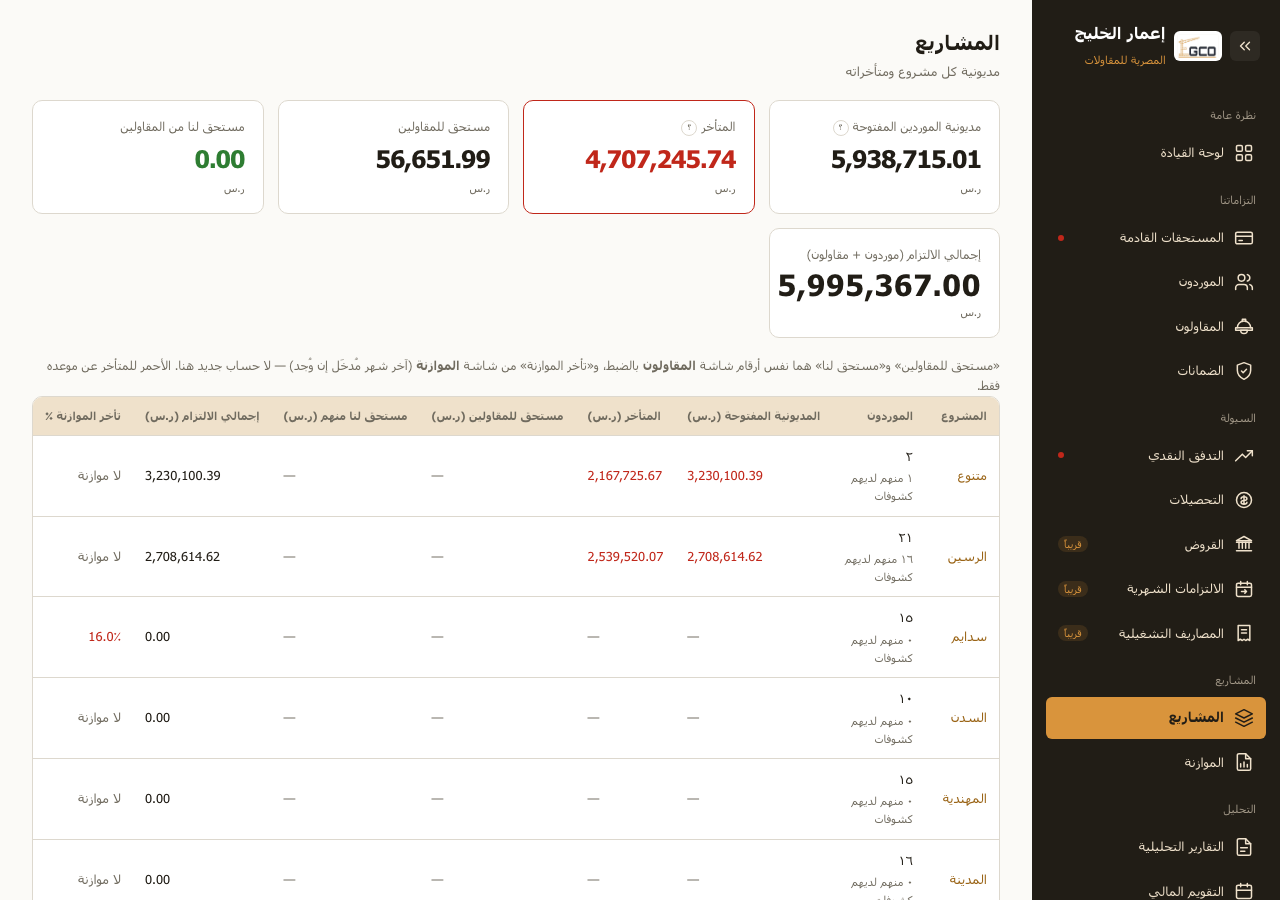 إعمار الخليج
GCO
المصرية للمقاولات
نظرة عامة
لوحة القيادة
التزاماتنا
المستحقات القادمة
الموردون
المقاولون
الضمانات
السيولة
التدفق النقدي
التحصيلات
القروض
قريباً
الالتزامات الشهرية
قريباً
المصاريف التشغيلية
قريباً
المشاريع
المشاريع
الموازنة
التحليل
التقارير التحليلية
التقويم المالي
المشاريع
مديونية كل مشروع ومتأخراته
مديونية الموردين المفتوحة ؟
5,938,715.01
ر.س
المتأخر ؟
4,707,245.74
ر.س
مستحق للمقاولين
56,651.99
ر.س
مستحق لنا من المقاولين
0.00
ر.س
إجمالي الالتزام (موردون + مقاولون)
5,995,367.00
ر.س
«مستحق للمقاولين» و«مستحق لنا» هما نفس أرقام شاشة المقاولون بالضبط، و«تأخر الموازنة» من شاشة الموازنة (آخر شهر مُدخَل إن وُجد) — لا حساب جديد هنا. الأحمر للمتأخر عن موعده
فقط.
المشروع الموردون المديونية المفتوحة (ر.س) المتأخر (ر.س) مستحق للمقاولين (ر.س) مستحق لنا منهم (ر.س) إجمالي الالتزام (ر.س) تأخر الموازنة ٪
متنوع ٢ 3,230,100.39 2,167,725.67 — — 3,230,100.39 لا موازنة
١ منهم لديهم
كشوفات
الرسين ٢١ 2,708,614.62 2,539,520.07 — — 2,708,614.62 لا موازنة
١٦ منهم لديهم
كشوفات
سدايم ١٥ — — — — 0.00 16.0٪
٠ منهم لديهم
كشوفات
السدن ١٠ — — — — 0.00 لا موازنة
٠ منهم لديهم
كشوفات
المهندية ١٥ — — — — 0.00 لا موازنة
٠ منهم لديهم
كشوفات
المدينة ١٦ — — — — 0.00 لا موازنة
٠ منهم لديهم
كشوفات